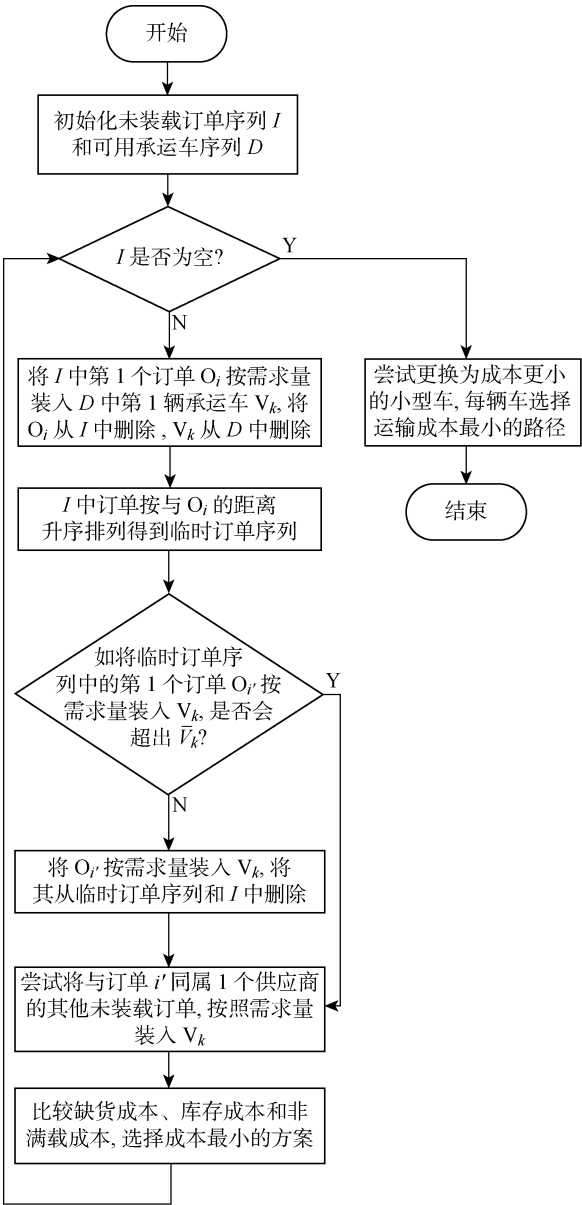 开始
初始化未装载订单序列 I
和可用承运车序列 D
I 是否为空?
Y
N
将 I 中第 1 个订单 Oi 按需求量
装入 D 中第 1 辆承运车 Vk, 将
Oi 从 I 中删除 , Vk 从 D 中删除
尝试更换为成本更小
的小型车, 每辆车选择
运输成本最小的路径
结束
I 中订单按与 Oi 的距离
升序排列得到临时订单序列
如将临时订单序
列中的第 1 个订单 Oi′ 按
需求量装入 Vk, 是否会
超出 V̄k?
Y
N
将 Oi′ 按需求量装入 Vk, 将
其从临时订单序列和 I 中删除
尝试将与订单 i′ 同属 1 个供应商
的其他未装载订单, 按照需求量
装入 Vk
比较缺货成本、库存成本和非
满载成本, 选择成本最小的方案